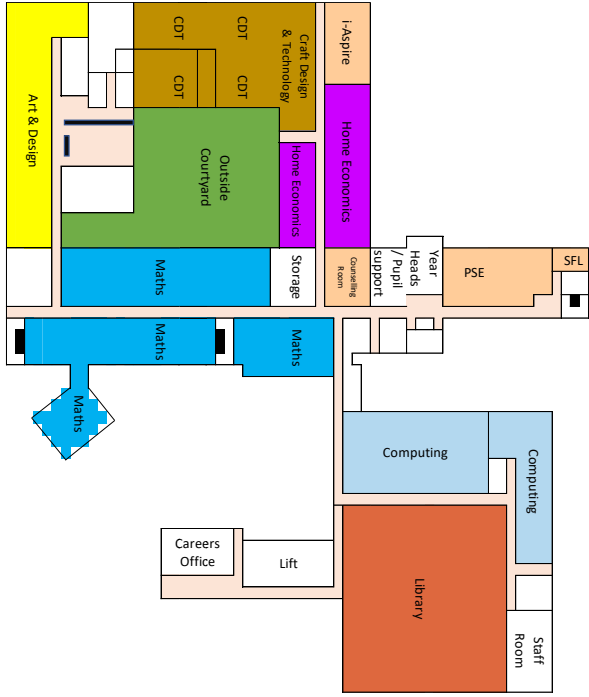 CDT
CDT
Craft Design
& Technology
i-Aspire
CDT
CDT
Art & Design
Home Economics
Home Economics
Outside
Courtyard
Maths
Storage
Counselling
Room
Year
Heads
/ Pupil
support
PSE
SFL
Maths
Maths
Maths
Computing
Computing
Careers
Office
Lift
Library
Staff
Room